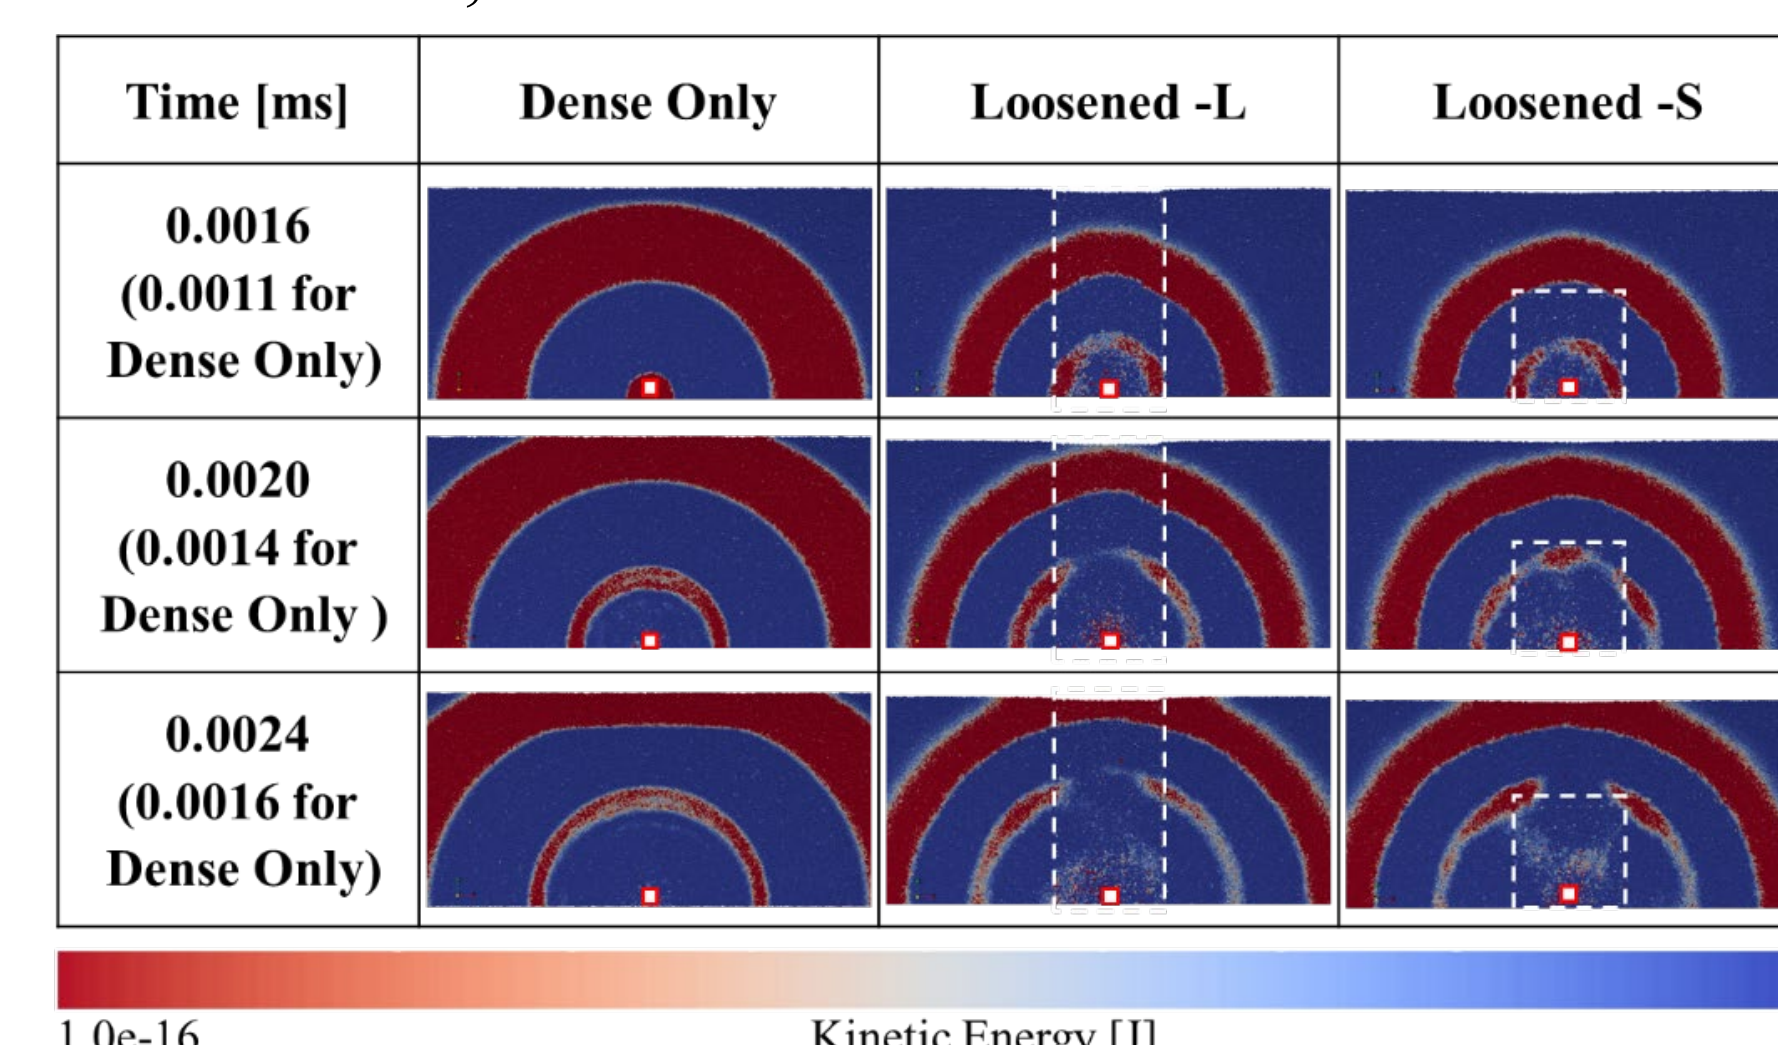 Time [ms]
Dense Only
Loosened -L
Loosened -S
0.0016
(0.0011 for
Dense Only)
0.0020
(0.0014 for
Dense Only )
0.0024
(0.0016 for
Dense Only)
1.0e-16
Kinetic Energy [J]